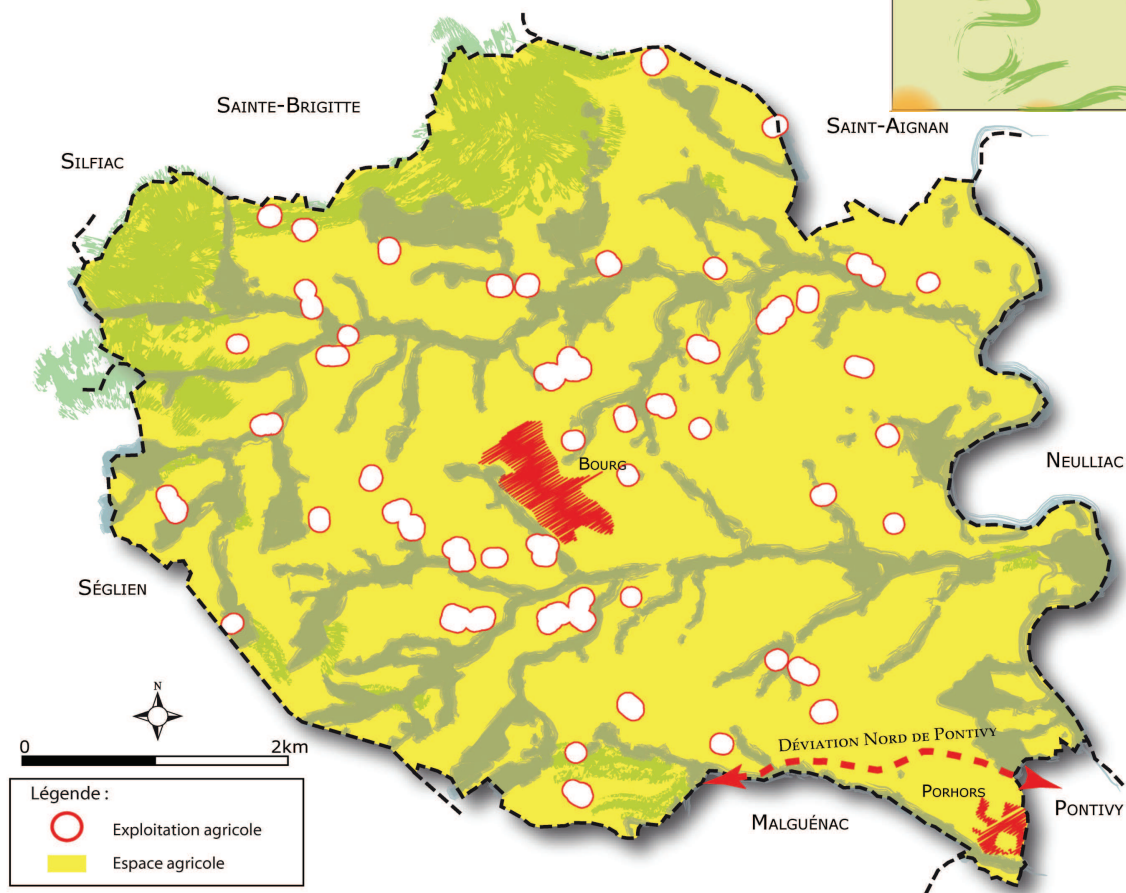 Sainte-Brigitte
Saint-Aignan
Silfiac
Bourg
Neulliac
Séglien
N
0 2km
Déviation Nord de Pontivy
Porhors
Pontivy
Malguénac
Légende :
Exploitation agricole
Espace agricole